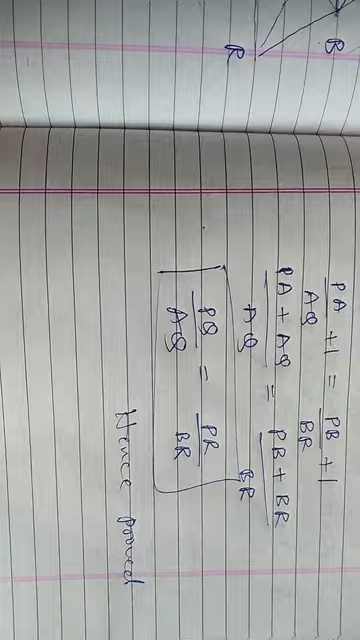 B
R
PA/AQ + 1 = PB/BR + 1
PA + AQ/AQ = PB + BR/BR
PQ/AQ = PR/BR
Hence proved